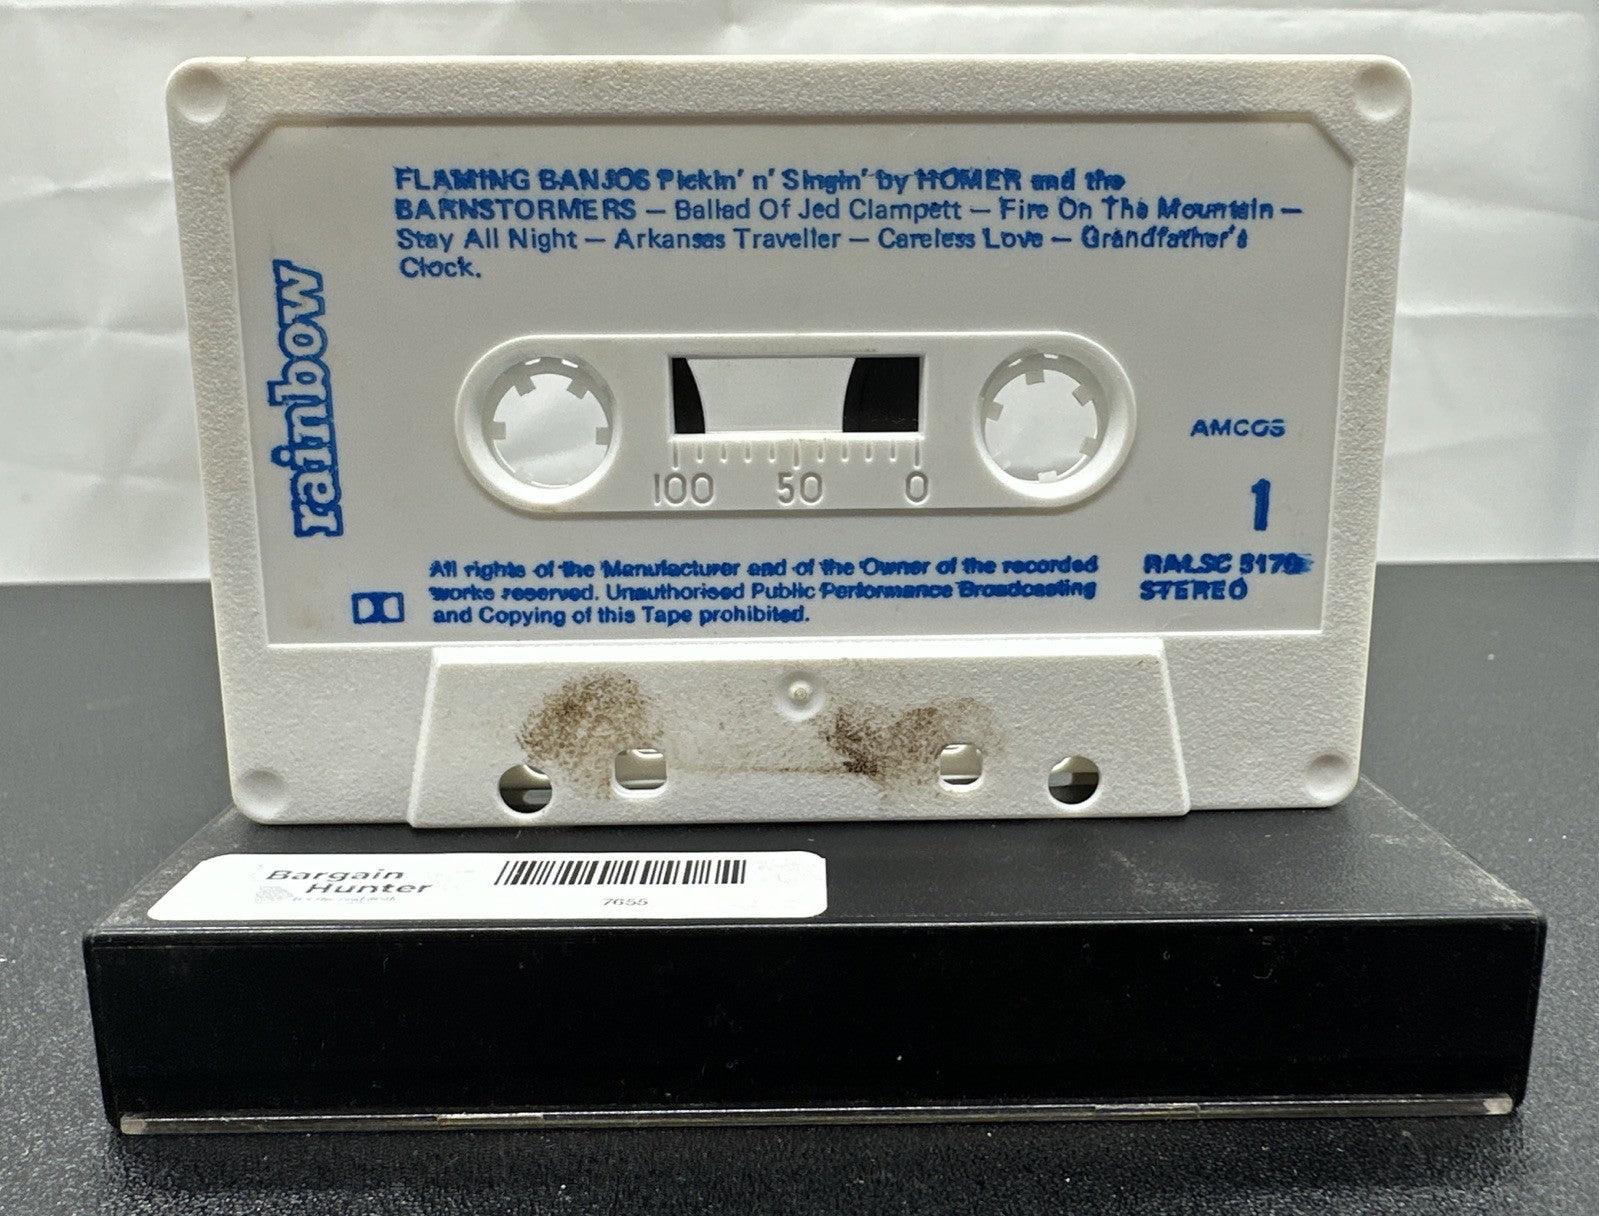 FLAMING BANJOS Pickin' n' Singin' by HOMER and the
BARNSTORMERS — Ballad Of Jed Clampett — Fire On The Mountain —
Stay All Night — Arkansas Traveller — Careless Love — Grandfather's
Clock.
rainbow
100 50 0
AMCOS
1
All rights of the Manufacturer and of the Owner of the recorded
works reserved. Unauthorised Public Performance Broadcasting
and Copying of this Tape prohibited.
RALSC 5179
STEREO
Bargain
Hunter
7655